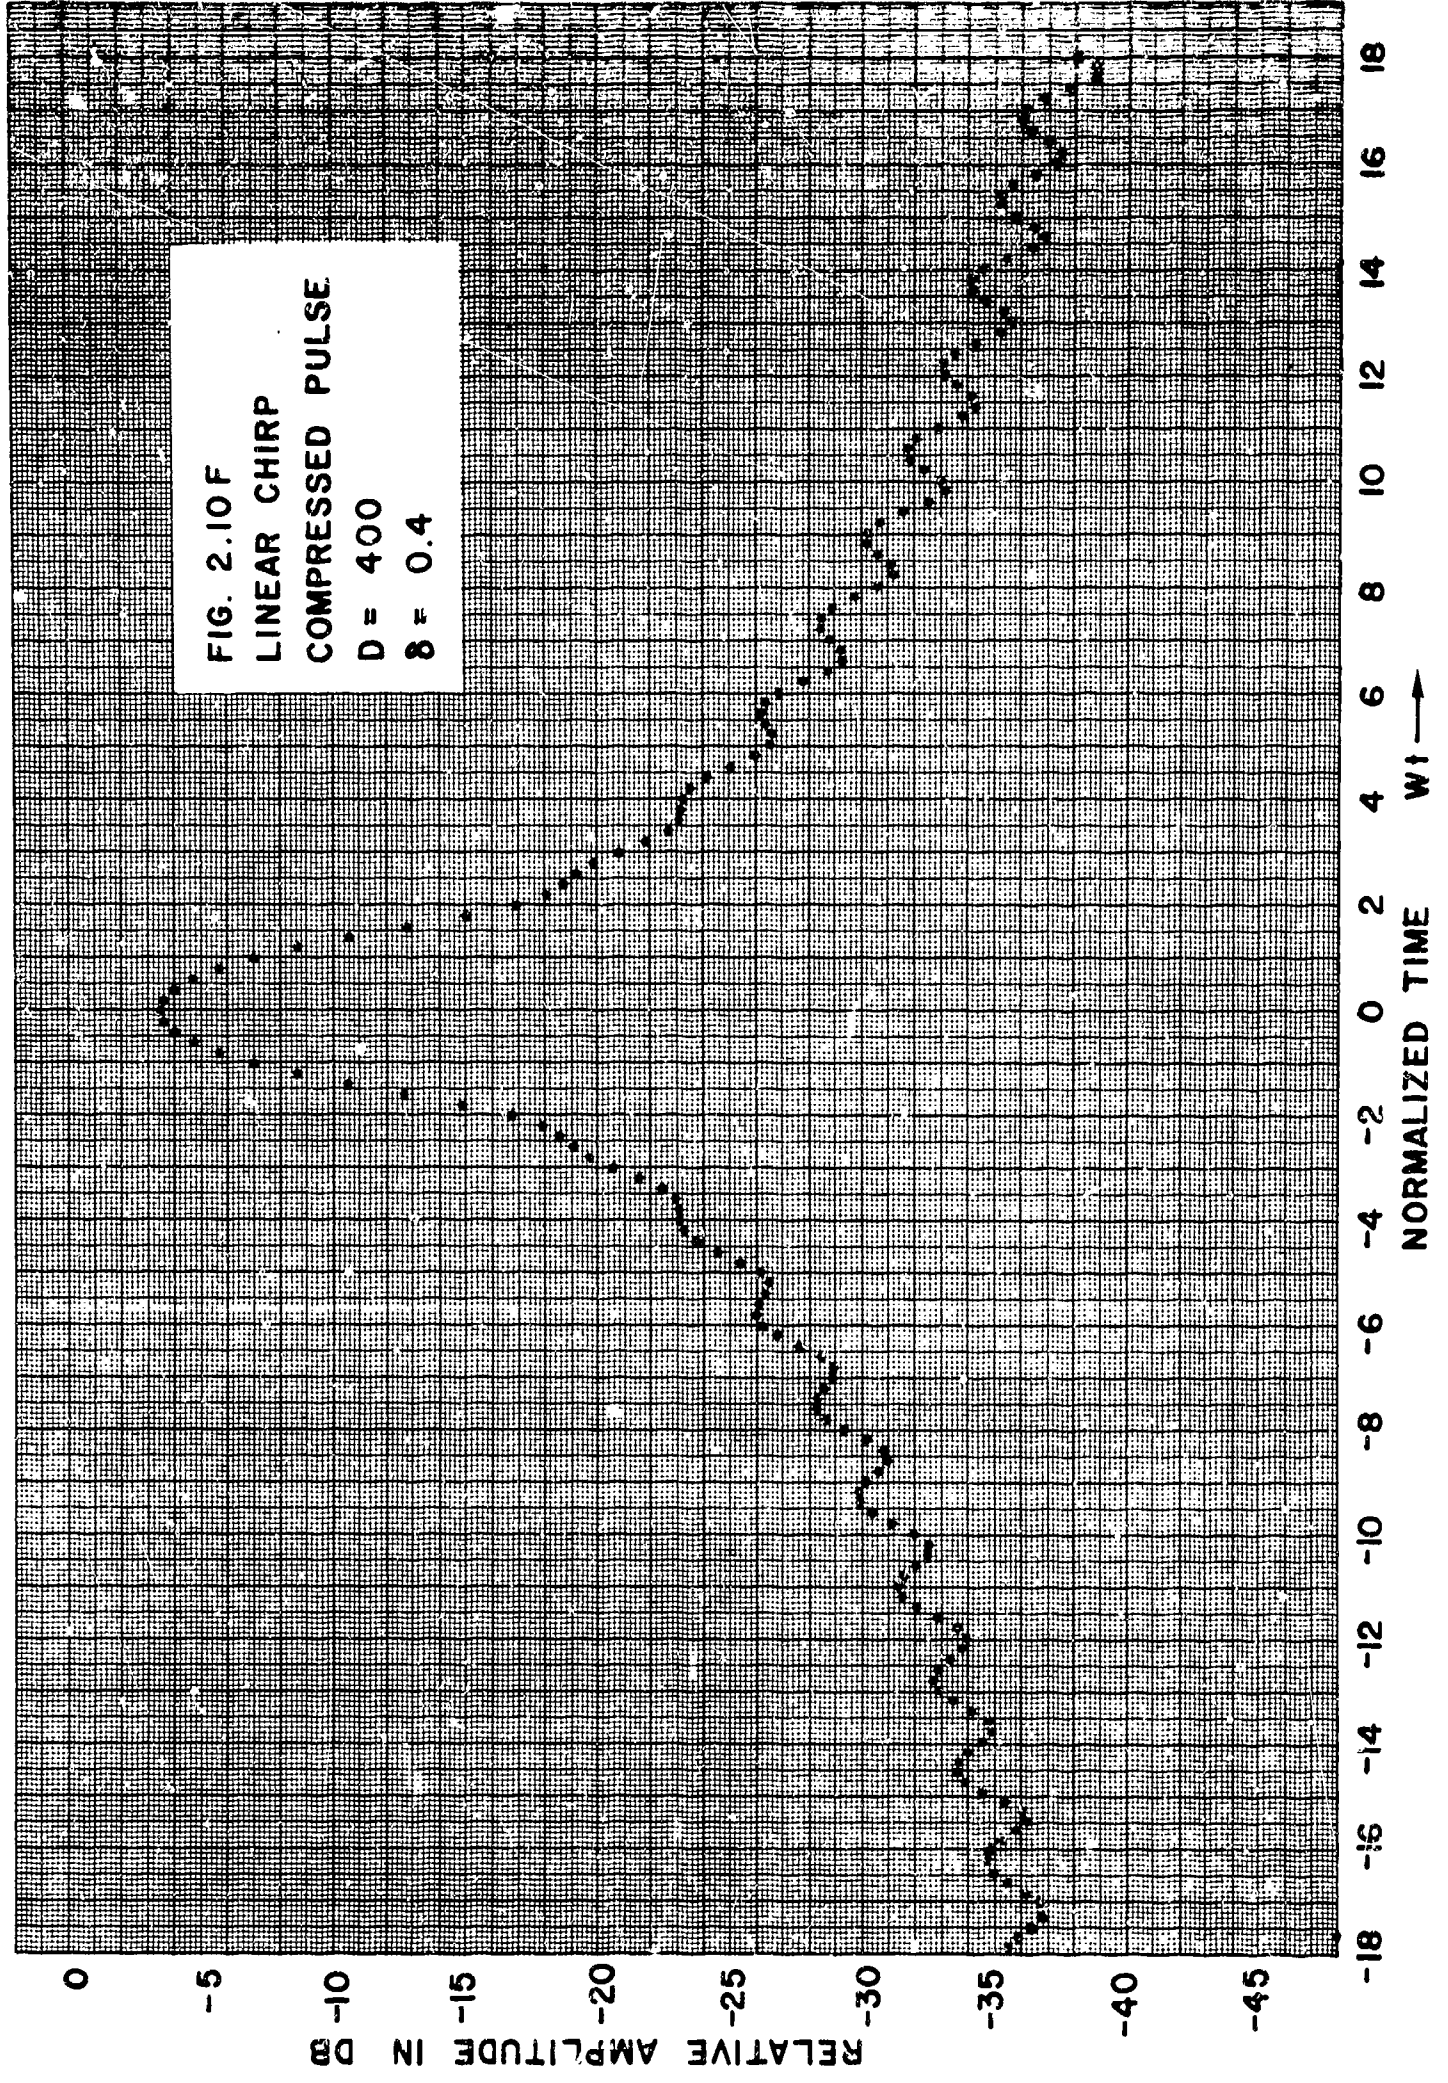 FIG. 2.10F
LINEAR CHIRP
COMPRESSED PULSE
D = 400
δ = 0.4
RELATIVE AMPLITUDE IN DB
0
-5
-10
-15
-20
-25
-30
-35
-40
-45
-18 -16 -14 -12 -10 -8 -6 -4 -2 0 2 4 6 8 10 12 14 16 18
NORMALIZED TIME Wt →